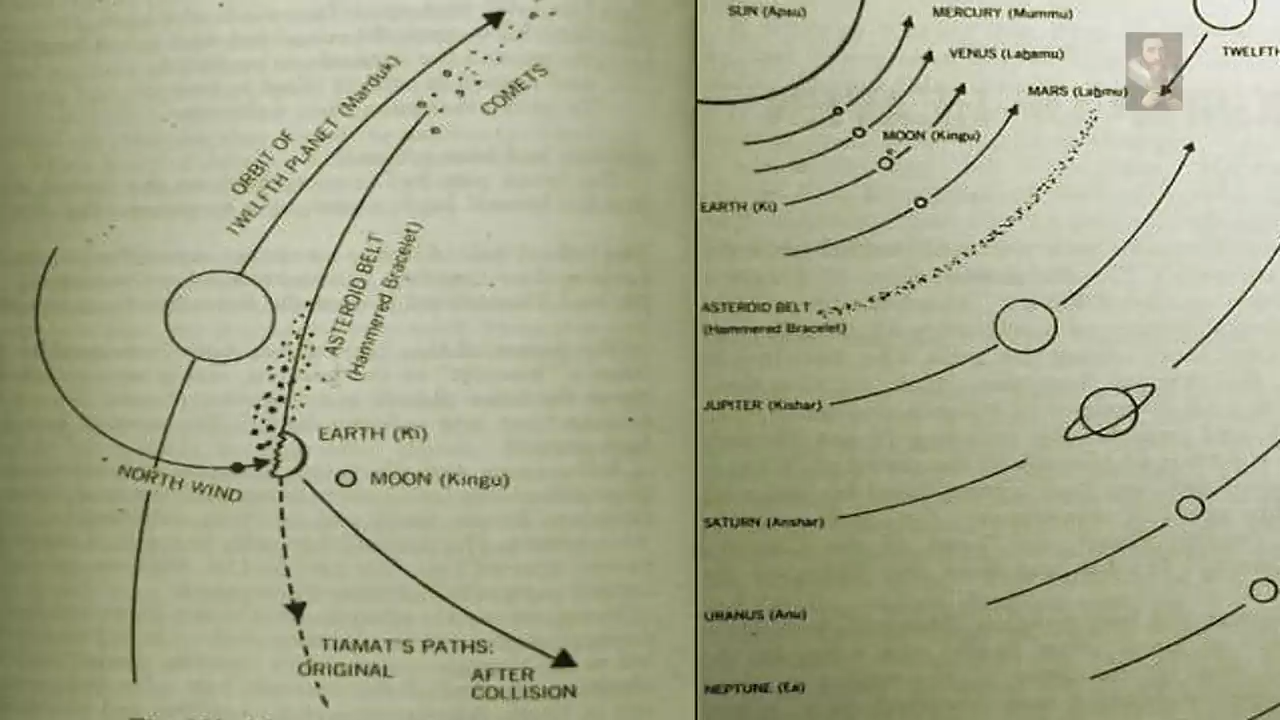 COMETS
ORBIT OF
TWELFTH PLANET (Marduk)
ASTEROID BELT
(Hammered Bracelet)
EARTH (Ki)
MOON (Kingu)
NORTH WIND
TIAMAT'S PATHS:
ORIGINAL
AFTER
COLLISION
SUN (Apsu)
MERCURY (Mummu)
VENUS (Lahamu)
MARS (Lahmu)
TWELFTH
MOON (Kingu)
EARTH (Ki)
ASTEROID BELT
(Hammered Bracelet)
JUPITER (Kishar)
SATURN (Anshar)
URANUS (Anu)
NEPTUNE (Ea)